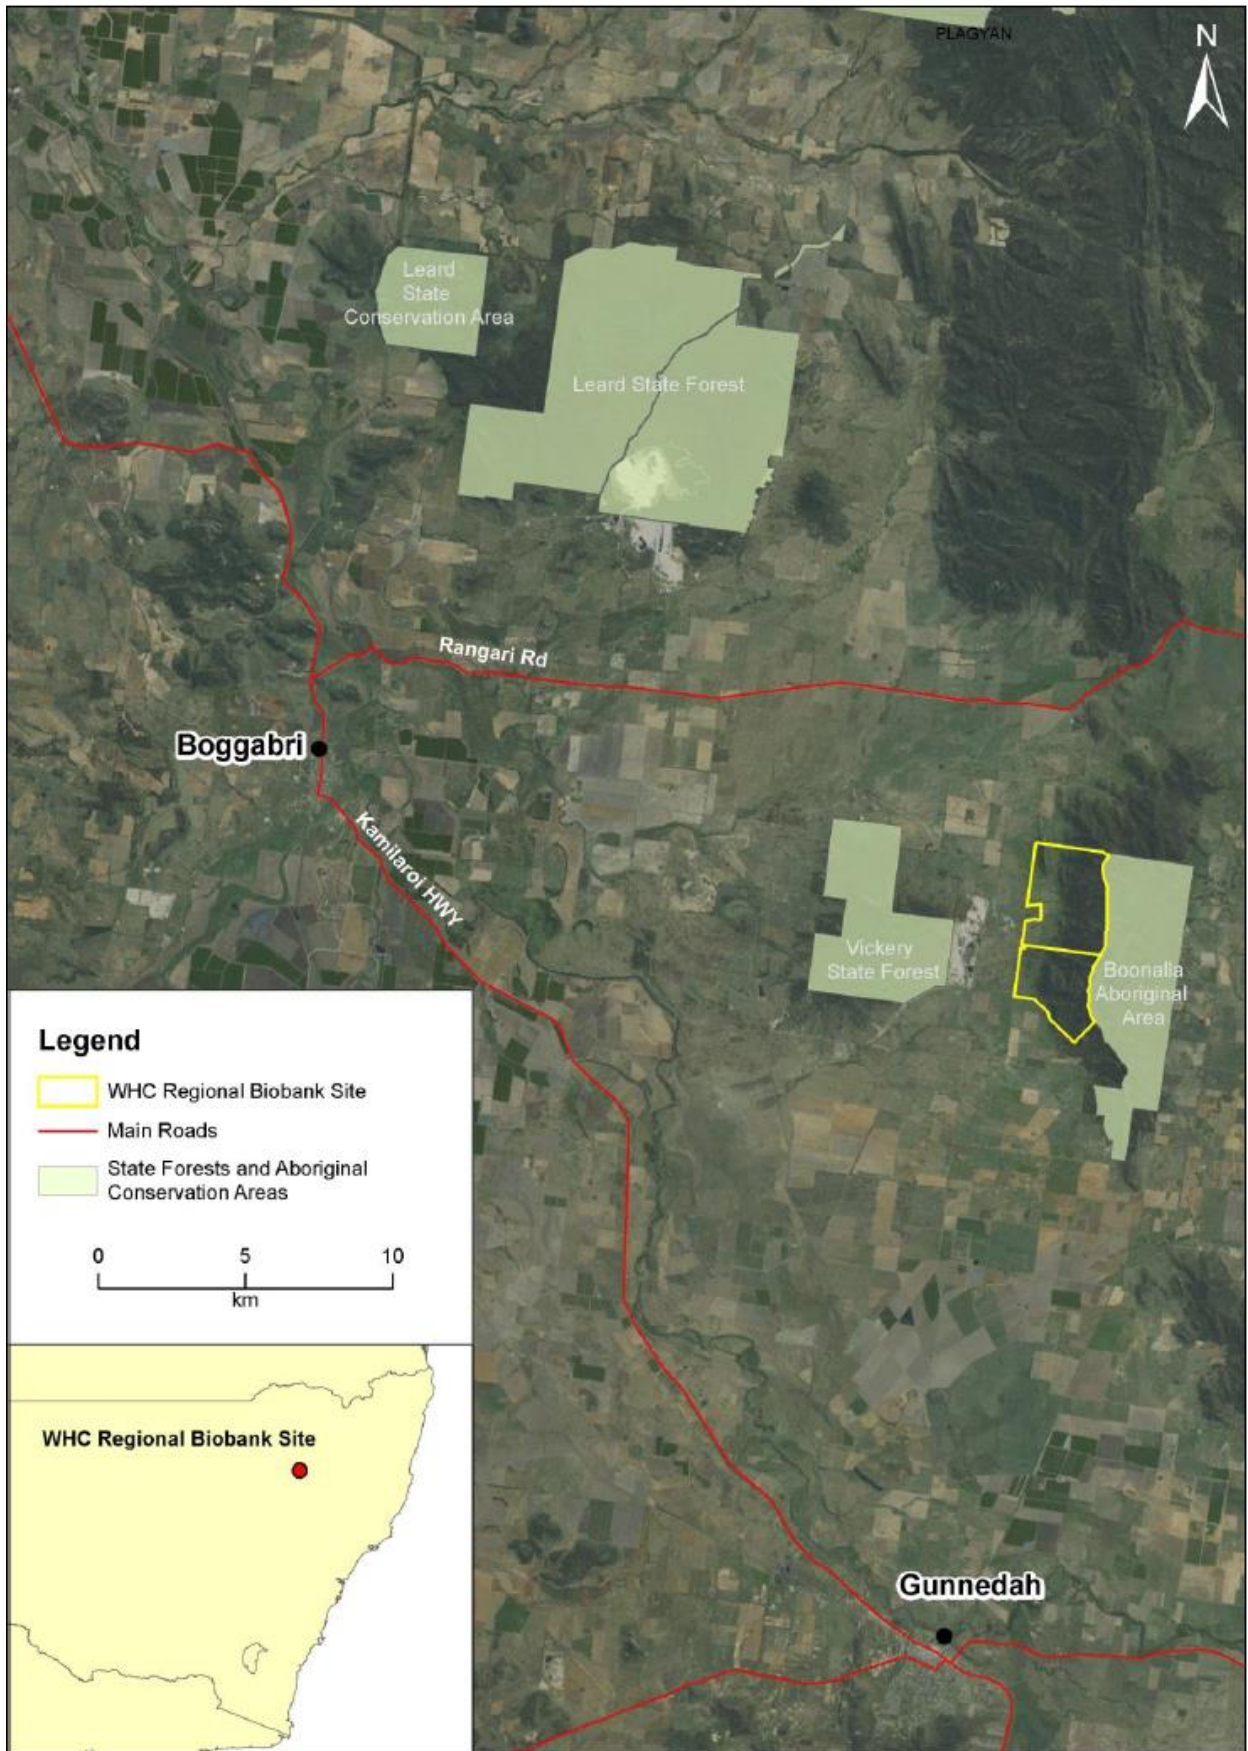 PLAGYAN
N
Leard
State
Conservation Area
Leard State Forest
Rangari Rd
Boggabri
Kamilaroi HWY
Vickery
State Forest
Boonalla
Aboriginal
Area
Legend
WHC Regional Biobank Site
Main Roads
State Forests and Aboriginal
Conservation Areas
0 5 10
km
WHC Regional Biobank Site
Gunnedah